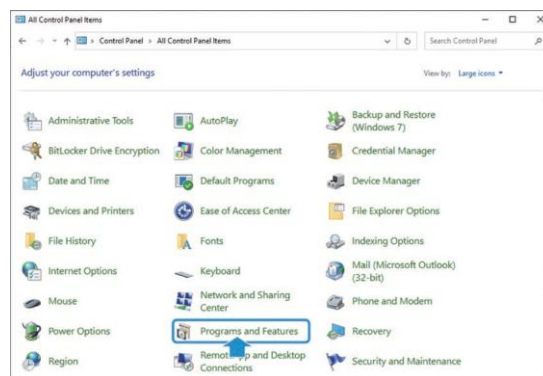 All Control Panel Items
Control Panel > All Control Panel Items
Search Control Panel
Adjust your computer's settings
View by: Large icons
Administrative Tools
AutoPlay
Backup and Restore
(Windows 7)
BitLocker Drive Encryption
Color Management
Credential Manager
Date and Time
Default Programs
Device Manager
Devices and Printers
Ease of Access Center
File Explorer Options
File History
Fonts
Indexing Options
Internet Options
Keyboard
Mail (Microsoft Outlook)
(32-bit)
Mouse
Network and Sharing
Center
Phone and Modem
Power Options
Programs and Features
Recovery
Region
and Desktop
Connections
Security and Maintenance